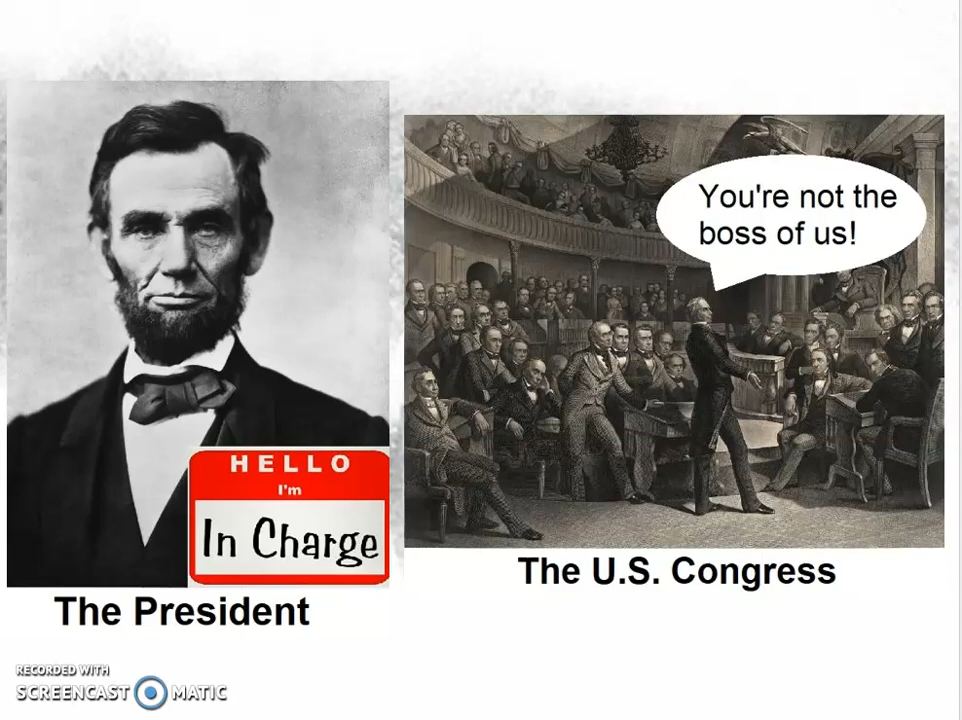 HELLO
I'm
In Charge
The President
You're not the
boss of us!
The U.S. Congress
RECORDED WITH
SCREENCAST MATIC